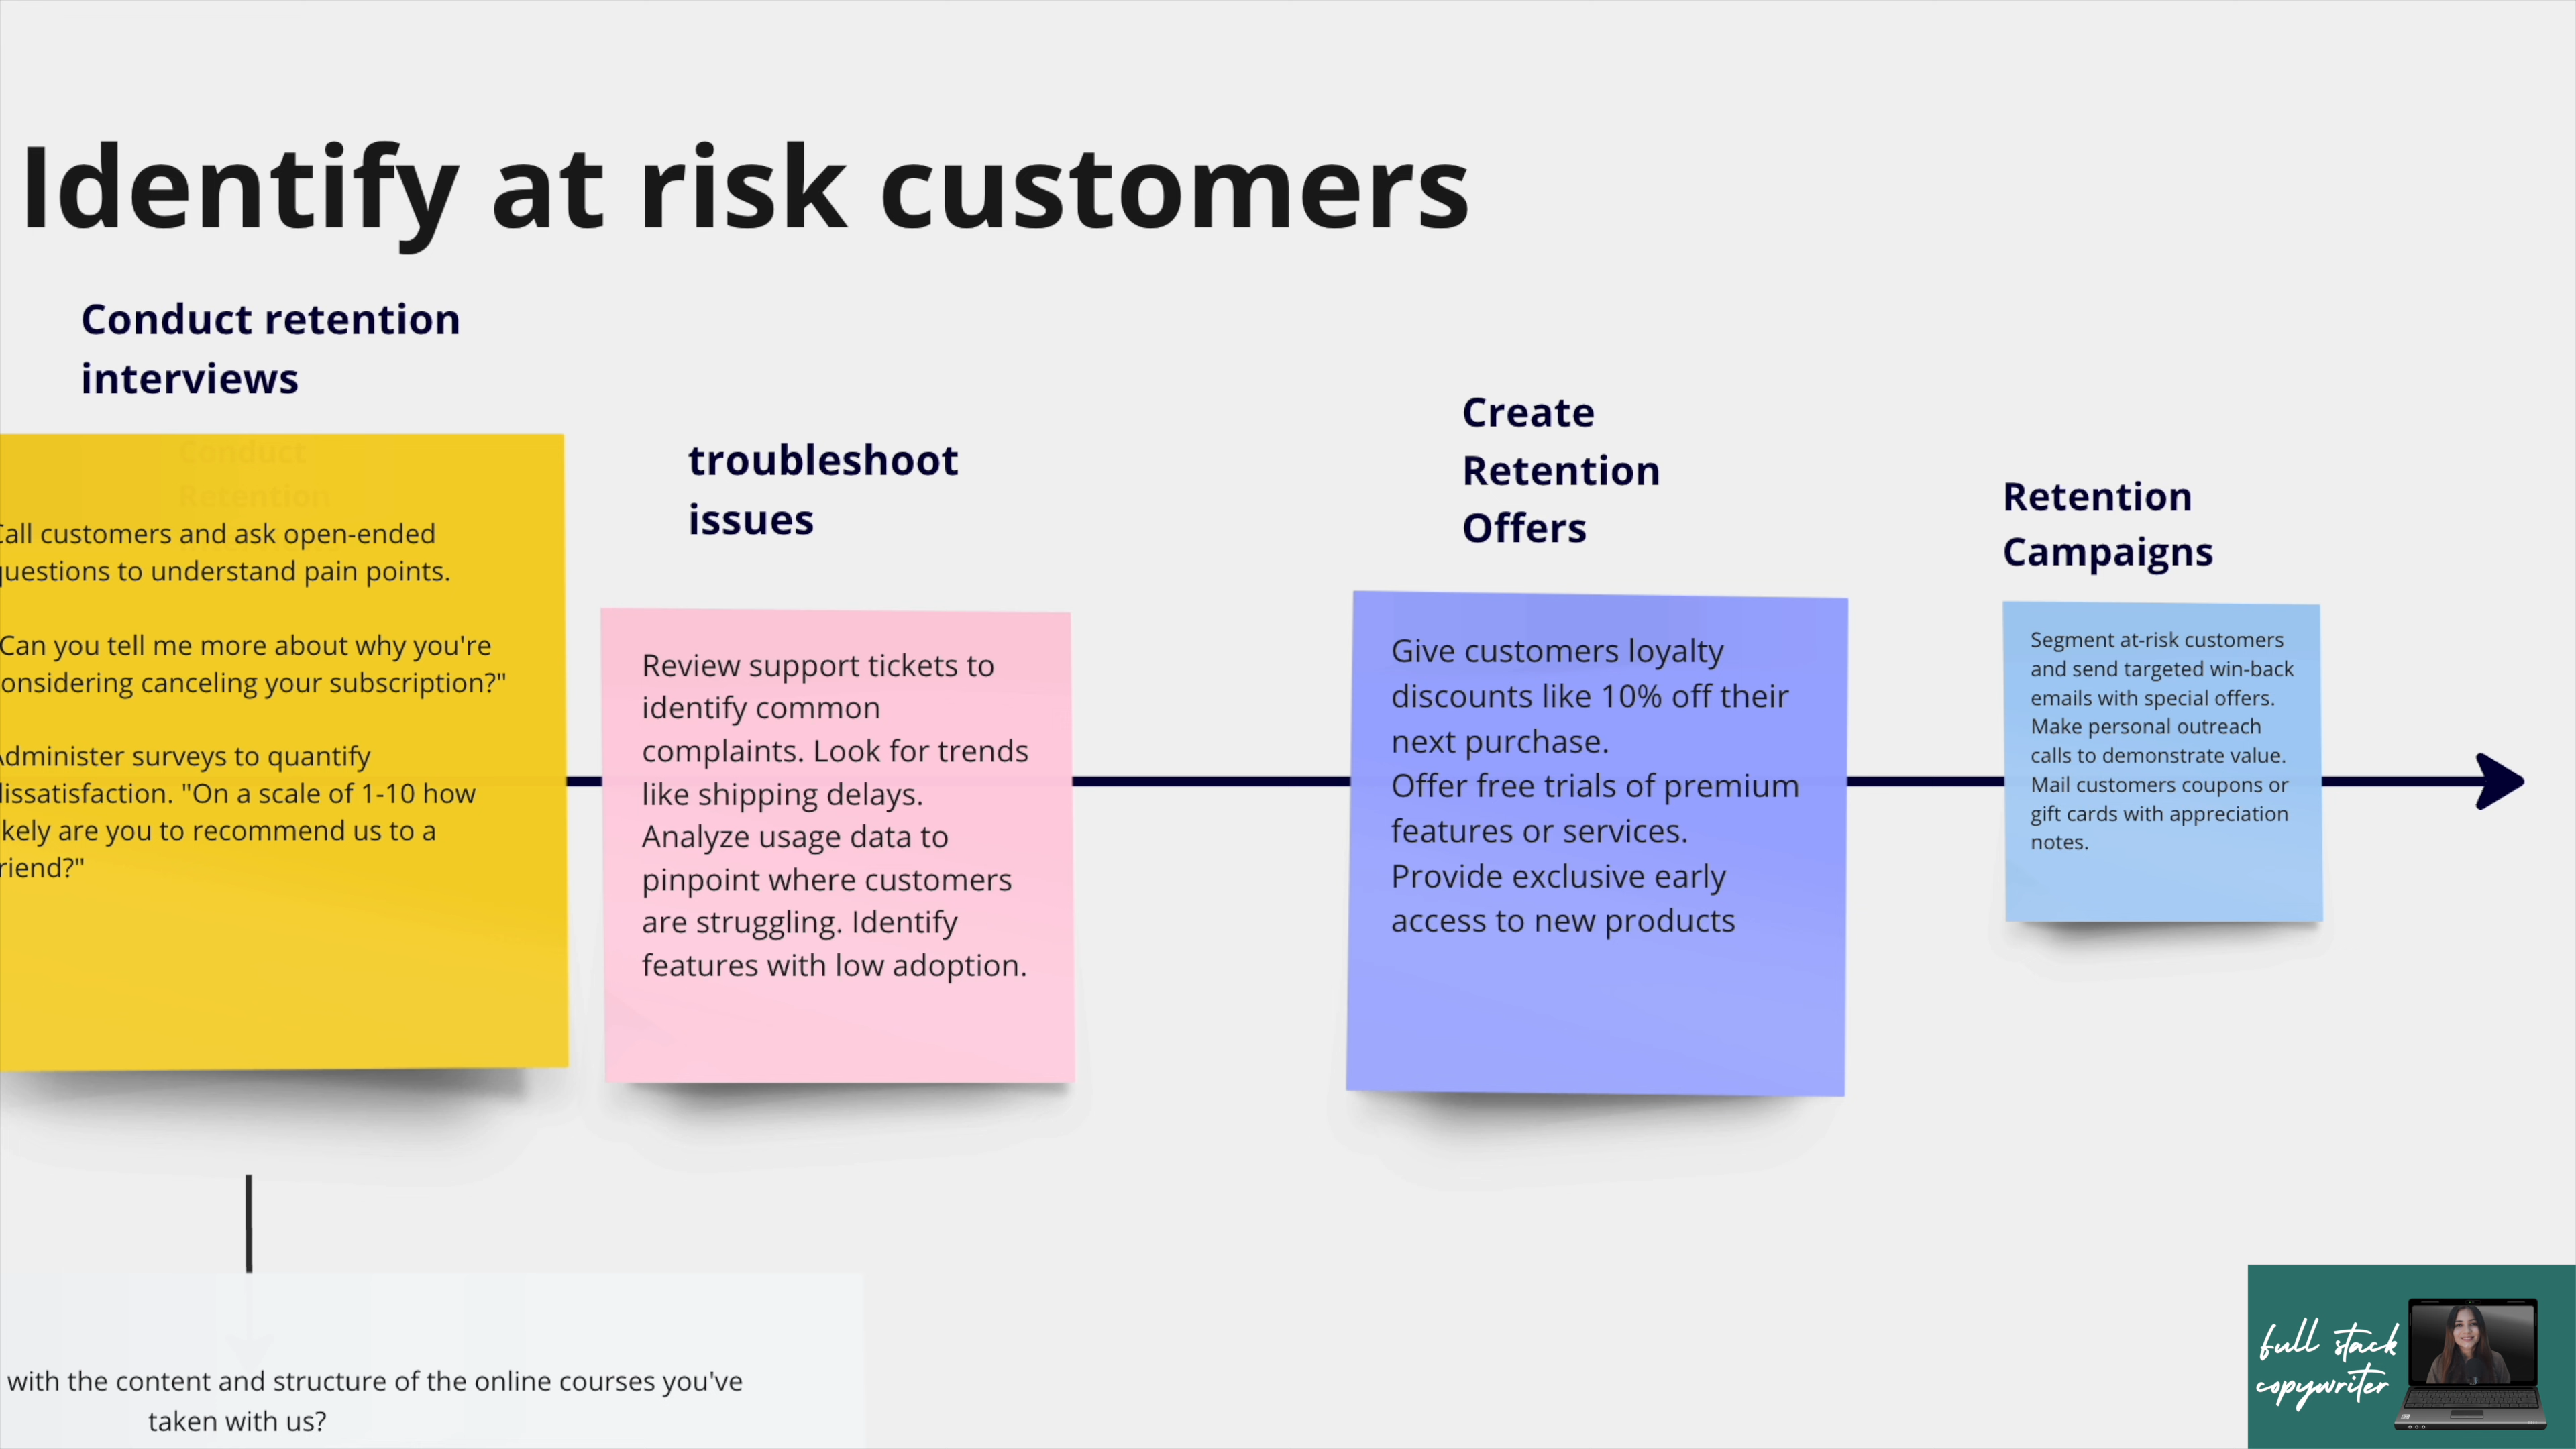 Identify at risk customers
Conduct retention
interviews
Conduct
Retention
Call customers and ask open-ended
questions to understand pain points.
Can you tell me more about why you're
onsidering canceling your subscription?"
Administer surveys to quantify
dissatisfaction. "On a scale of 1-10 how
kely are you to recommend us to a
riend?"
troubleshoot
issues
Review support tickets to
identify common
complaints. Look for trends
like shipping delays.
Analyze usage data to
pinpoint where customers
are struggling. Identify
features with low adoption.
Create
Retention
Offers
Give customers loyalty
discounts like 10% off their
next purchase.
Offer free trials of premium
features or services.
Provide exclusive early
access to new products
Retention
Campaigns
Segment at-risk customers
and send targeted win-back
emails with special offers.
Make personal outreach
calls to demonstrate value.
Mail customers coupons or
gift cards with appreciation
notes.
with the content and structure of the online courses you've
taken with us?
full stack
copywriter